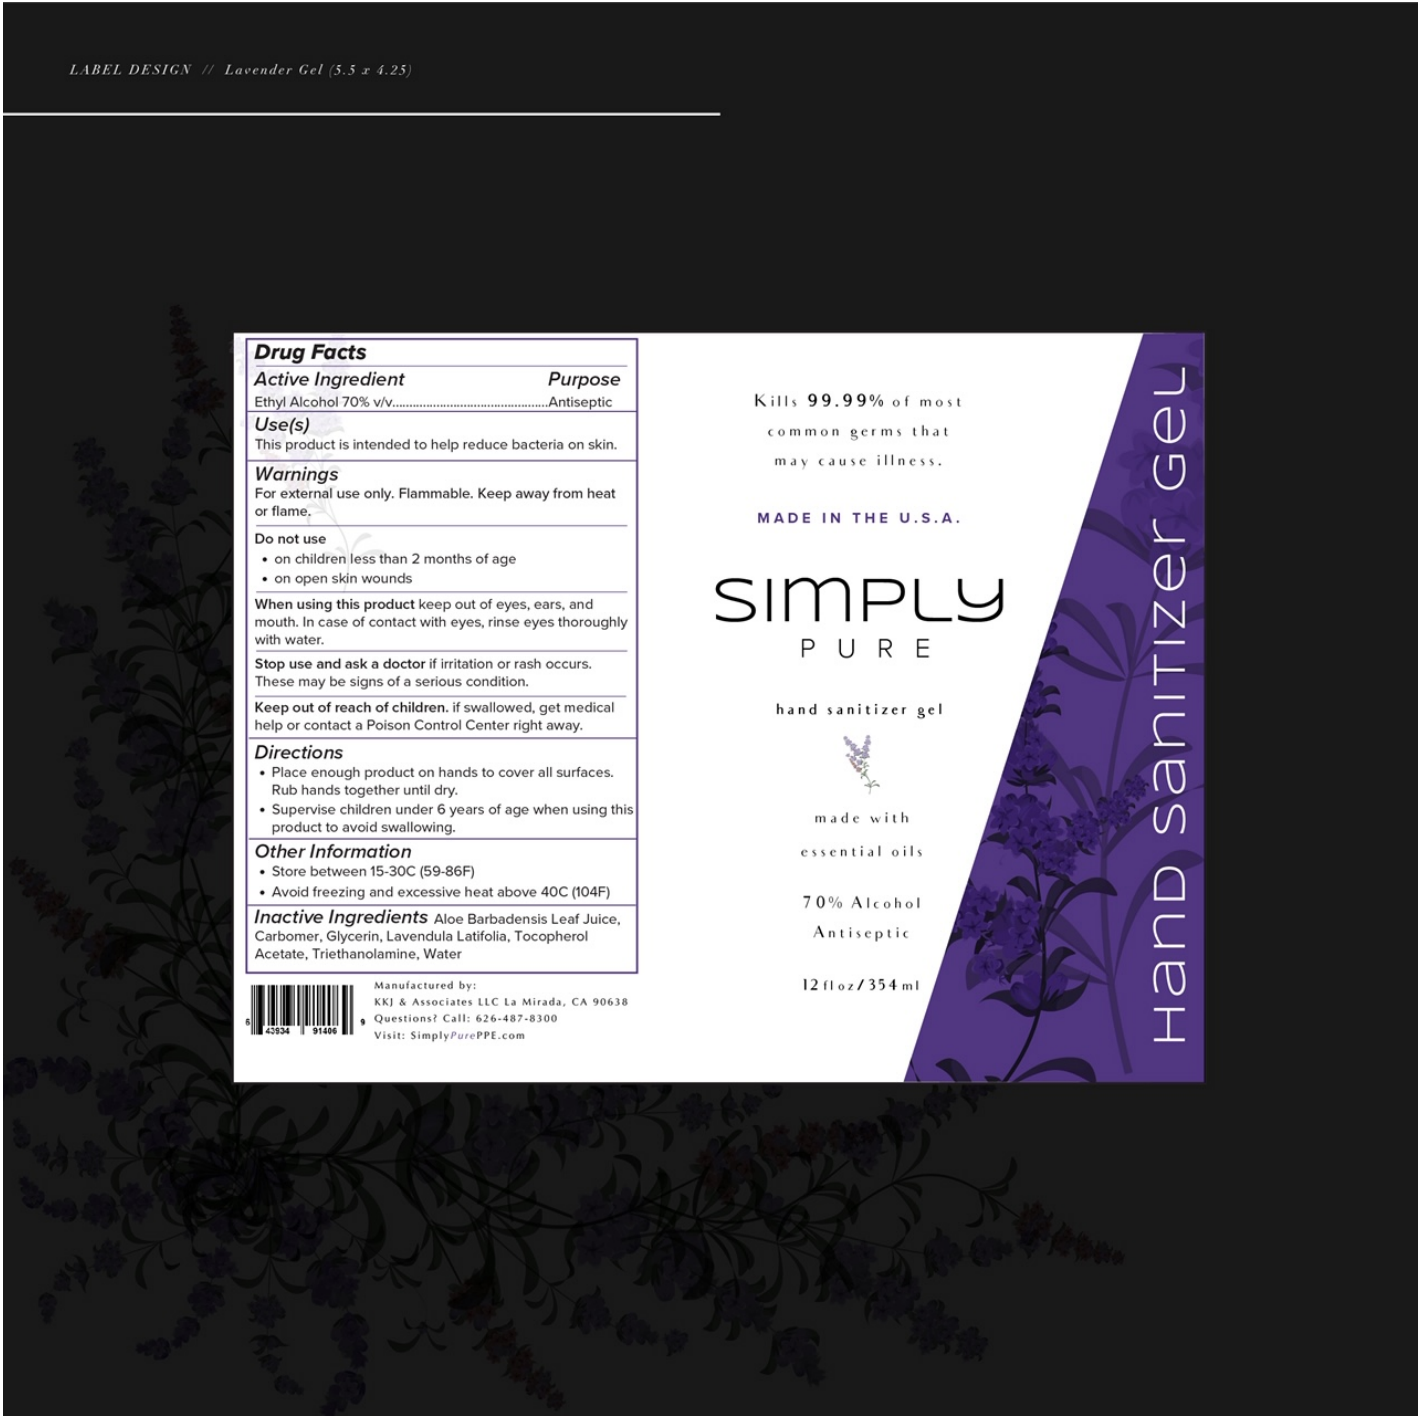 LABEL DESIGN // Lavender Gel (5.5 x 4.25)
Drug Facts
Active Ingredient Purpose
Ethyl Alcohol 70% v/v..............................................Antiseptic
Use(s)
This product is intended to help reduce bacteria on skin.
Warnings
For external use only. Flammable. Keep away from heat
or flame.
Do not use
• on children less than 2 months of age
• on open skin wounds
When using this product keep out of eyes, ears, and
mouth. In case of contact with eyes, rinse eyes thoroughly
with water.
Stop use and ask a doctor if irritation or rash occurs.
These may be signs of a serious condition.
Keep out of reach of children. if swallowed, get medical
help or contact a Poison Control Center right away.
Directions
• Place enough product on hands to cover all surfaces.
Rub hands together until dry.
• Supervise children under 6 years of age when using this
product to avoid swallowing.
Other Information
• Store between 15-30C (59-86F)
• Avoid freezing and excessive heat above 40C (104F)
Inactive Ingredients Aloe Barbadensis Leaf Juice,
Carbomer, Glycerin, Lavendula Latifolia, Tocopherol
Acetate, Triethanolamine, Water
6 43934 91406 9
Manufactured by:
KKJ & Associates LLC La Mirada, CA 90638
Questions? Call: 626-487-8300
Visit: SimplyPurePPE.com
Kills 99.99% of most
common germs that
may cause illness.
MADE IN THE U.S.A.
SIMPLY
PURE
hand sanitizer gel
made with
essential oils
70% Alcohol
Antiseptic
12 fl oz/354 ml
Hand Sanitizer Gel